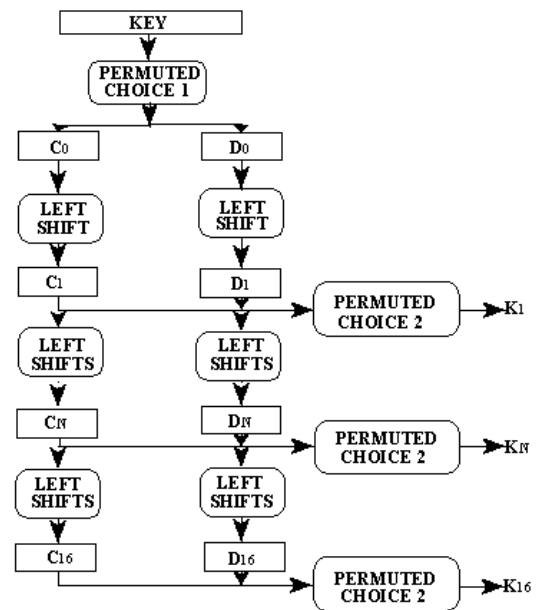 KEY
PERMUTED
CHOICE 1
C0
D0
LEFT
SHIFT
LEFT
SHIFT
C1
D1
PERMUTED
CHOICE 2
K1
LEFT
SHIFTS
LEFT
SHIFTS
CN
DN
PERMUTED
CHOICE 2
KN
LEFT
SHIFTS
LEFT
SHIFTS
C16
D16
PERMUTED
CHOICE 2
K16